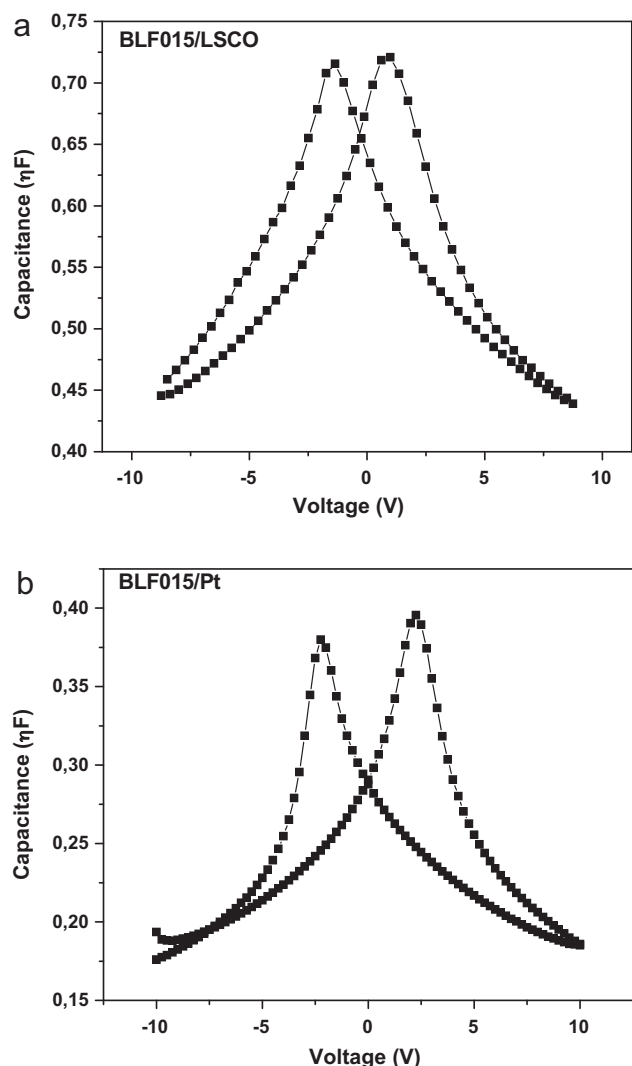 a
BLF015/LSCO
0,75
0,70
0,65
0,60
0,55
0,50
0,45
0,40
Capacitance (ηF)
-10 -5 0 5 10
Voltage (V)
b
BLF015/Pt
0,40
0,35
0,30
0,25
0,20
0,15
Capacitance (ηF)
-10 -5 0 5 10
Voltage (V)